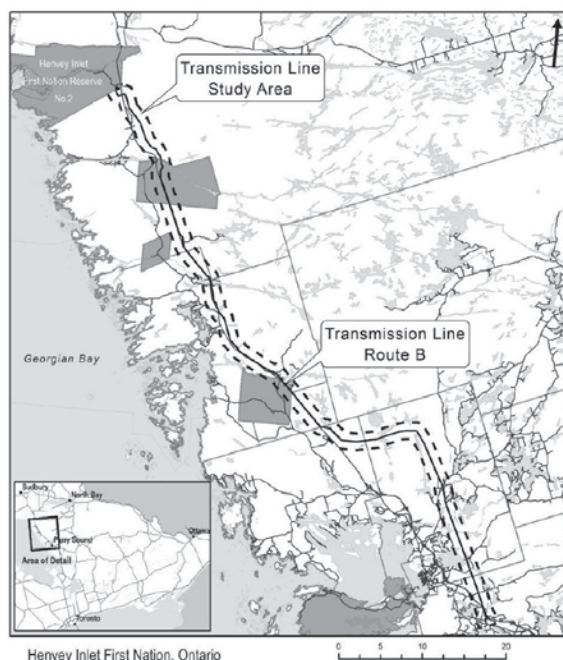 Henvey Inlet
First Nation Reserve
No.2
Transmission Line
Study Area
Transmission Line
Route B
Georgian Bay
Sudbury
North Bay
Ottawa
Parry Sound
Area of Detail
Toronto
Henvey Inlet First Nation, Ontario
0 5 10 20